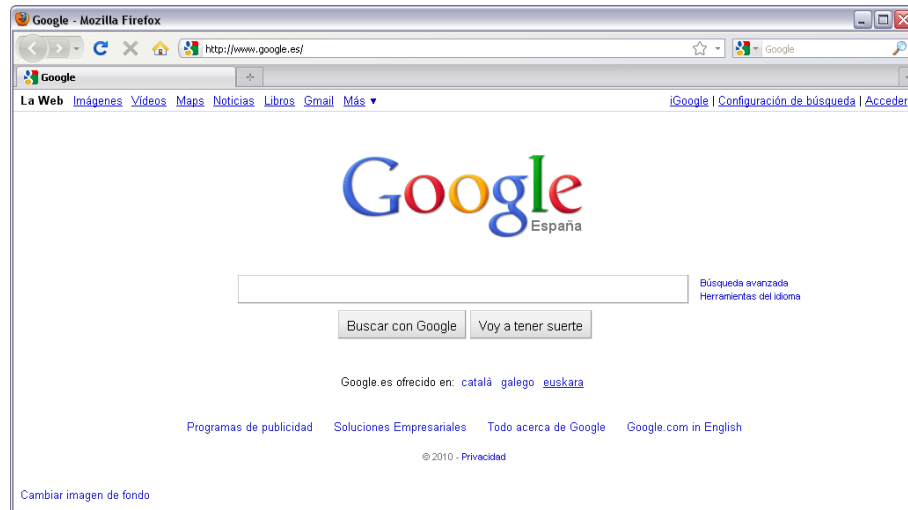 Google - Mozilla Firefox
http://www.google.es/
Google
Google
La Web Imágenes Vídeos Maps Noticias Libros Gmail Más ▼
iGoogle | Configuración de búsqueda | Acceder
Google
España
Búsqueda avanzada
Herramientas del idioma
Buscar con Google
Voy a tener suerte
Google.es ofrecido en: català galego euskara
Programas de publicidad Soluciones Empresariales Todo acerca de Google Google.com in English
© 2010 - Privacidad
Cambiar imagen de fondo